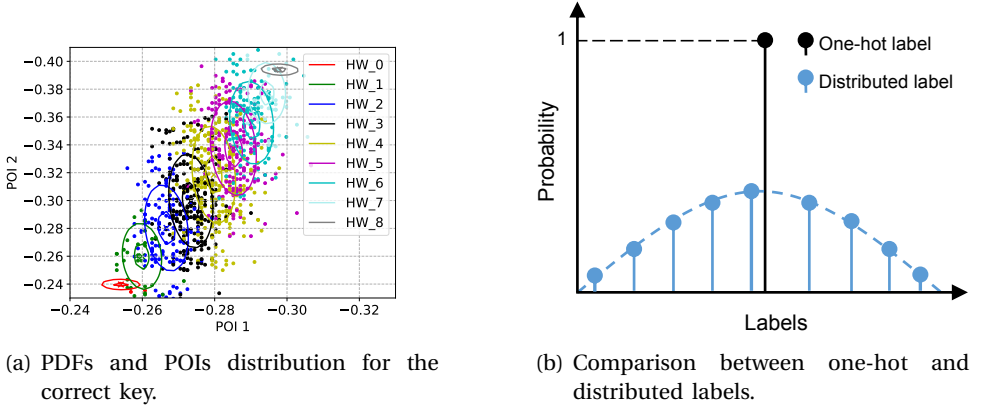 −0.40
−0.38
−0.36
−0.34
−0.32
−0.30
−0.28
−0.26
−0.24
POI 2
−0.24
−0.26
−0.28
−0.30
−0.32
POI 1
HW_0
HW_1
HW_2
HW_3
HW_4
HW_5
HW_6
HW_7
HW_8
(a) PDFs and POIs distribution for the
correct key.
1
Probability
One-hot label
Distributed label
Labels
(b) Comparison between one-hot and
distributed labels.